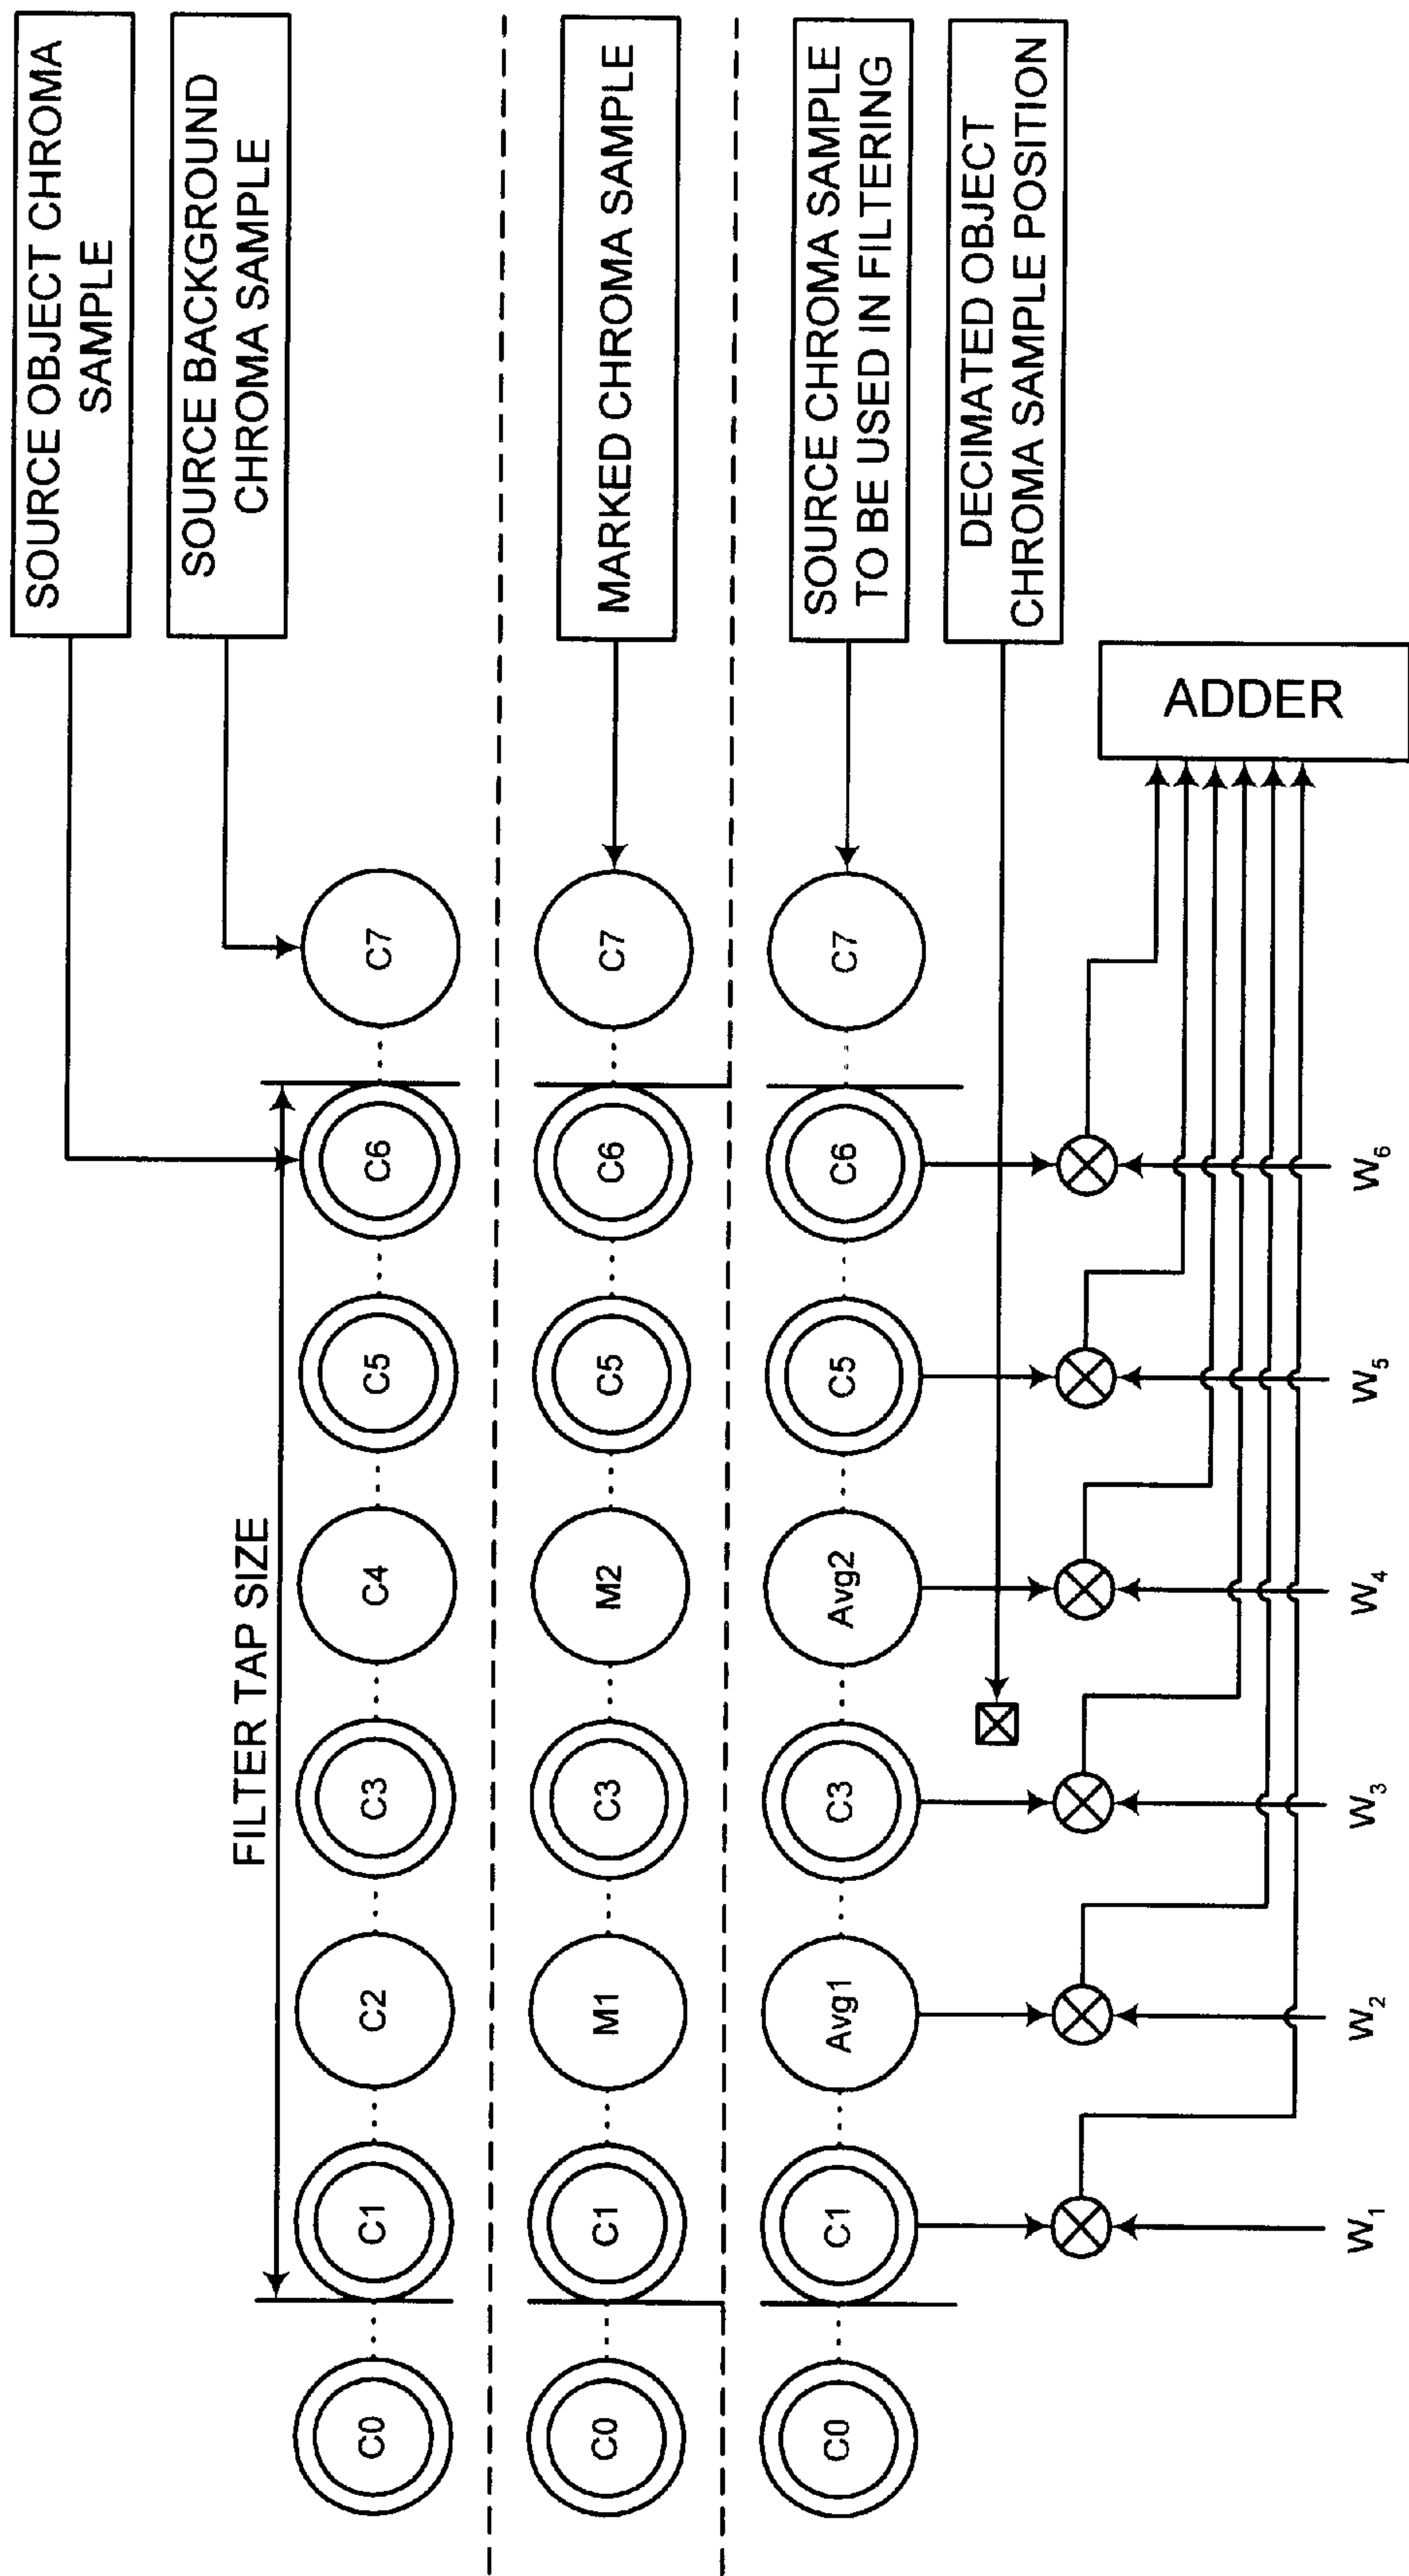 SOURCE OBJECT CHROMA
SAMPLE
SOURCE BACKGROUND
CHROMA SAMPLE
FILTER TAP SIZE
C0 C1 C2 C3 C4 C5 C6 C7
MARKED CHROMA SAMPLE
C0 C1 M1 C3 M2 C5 C6 C7
SOURCE CHROMA SAMPLE
TO BE USED IN FILTERING
C0 C1 Avg1 C3 Avg2 C5 C6 C7
DECIMATED OBJECT
CHROMA SAMPLE POSITION
ADDER
W1 W2 W3 W4 W5 W6